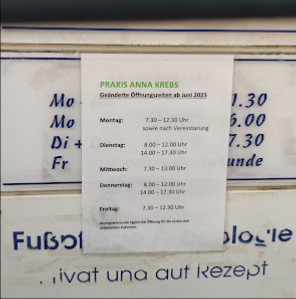 PRAXIS ANNA KREBS
Geänderte Öffnungszeiten ab Juni 2023
Montag: 7.30 – 12.30 Uhr
sowie nach Vereinbarung
Dienstag: 8.00 – 12.00 Uhr
14.00 – 17.30 Uhr
Mittwoch: 7.30 – 13.00 Uhr
Donnerstag: 8.00 – 12.00 Uhr
14.00 – 17.30 Uhr
Freitag: 7.30 – 12.30 Uhr
Mo - 1.30
Mo 6.00
Di + 7.30
Fr unde
und auf Rezept